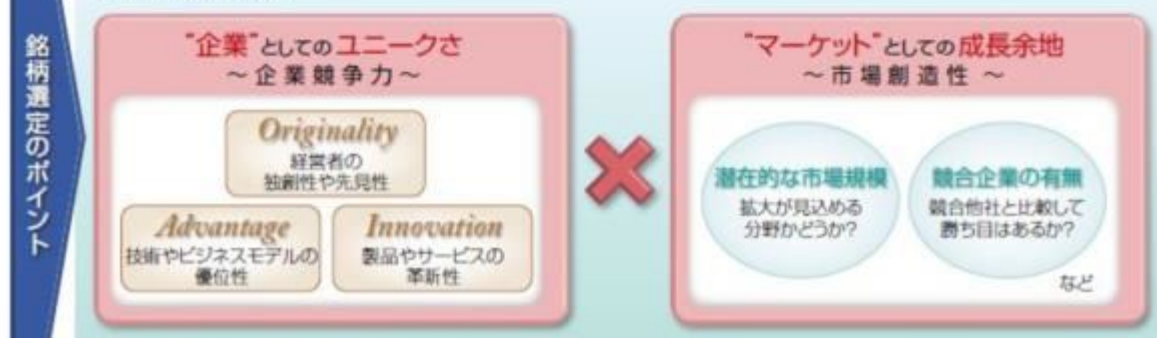 銘柄選定のポイント
"企業"としてのユニークさ
～企業競争力～
Originality
経営者の
独創性や先見性
Advantage
技術やビジネスモデルの
優位性
Innovation
製品やサービスの
革新性
"マーケット"としての成長余地
～市場創造性～
潜在的な市場規模
拡大が見込める
分野かどうか?
競合企業の有無
競合他社と比較して
勝ち目はあるか?
など